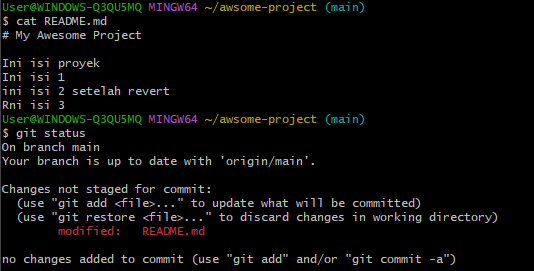 User@WINDOWS-Q3QU5MQ MINGW64 ~/awsome-project (main)
$ cat README.md
# My Awesome Project
Ini isi proyek
Ini isi 1
ini isi 2 setelah revert
Rni isi 3
User@WINDOWS-Q3QU5MQ MINGW64 ~/awsome-project (main)
$ git status
On branch main
Your branch is up to date with 'origin/main'.
Changes not staged for commit:
  (use "git add <file>..." to update what will be committed)
  (use "git restore <file>..." to discard changes in working directory)
        modified:   README.md
no changes added to commit (use "git add" and/or "git commit -a")